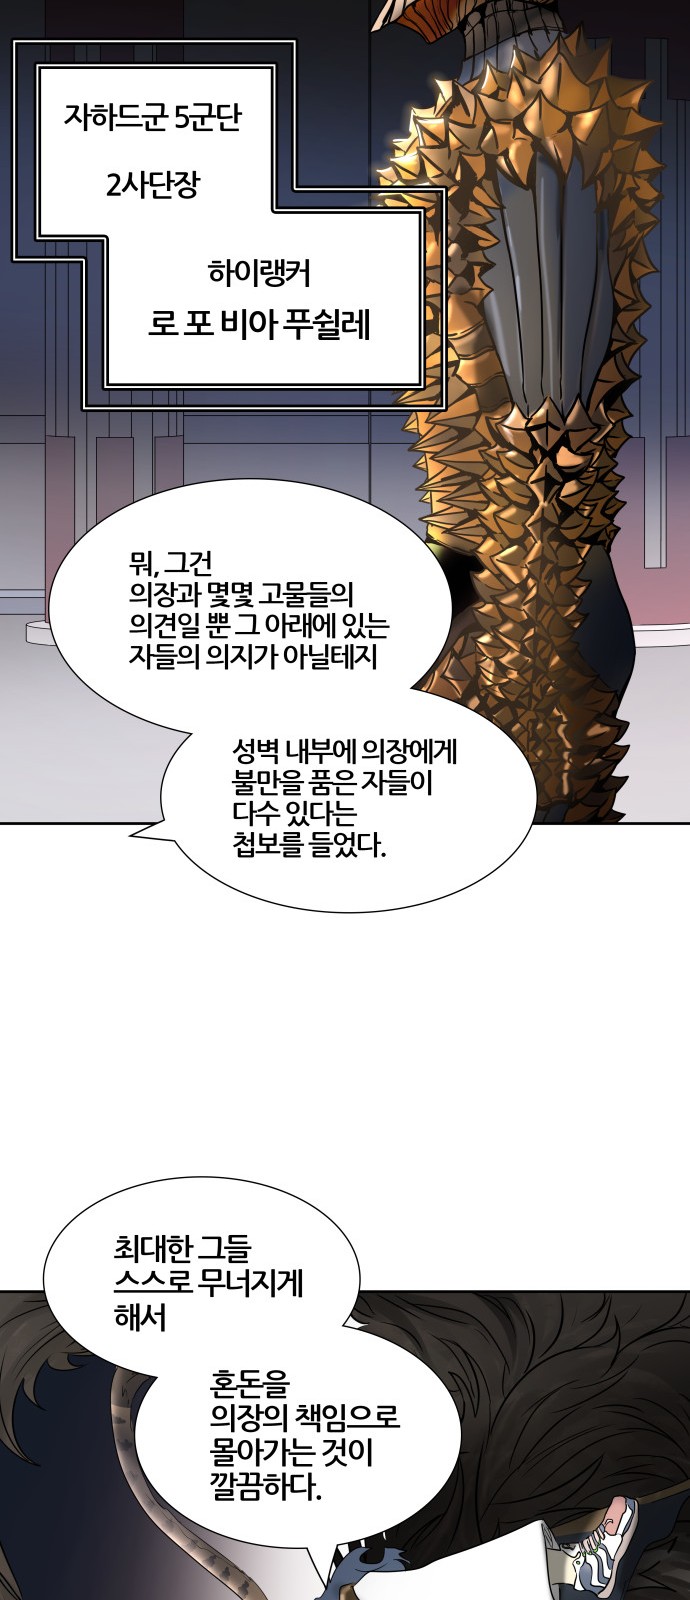 자하드군 5군단
2사단장
하이랭커
로 포 비아 푸쉴레
뭐, 그건
의장과 몇몇 고물들의
의견일 뿐 그 아래에 있는
자들의 의지가 아닐테지
성벽 내부에 의장에게
불만을 품은 자들이
다수 있다는
첩보를 들었다.
최대한 그들
스스로 무너지게
해서
혼돈을
의장의 책임으로
몰아가는 것이
깔끔하다.